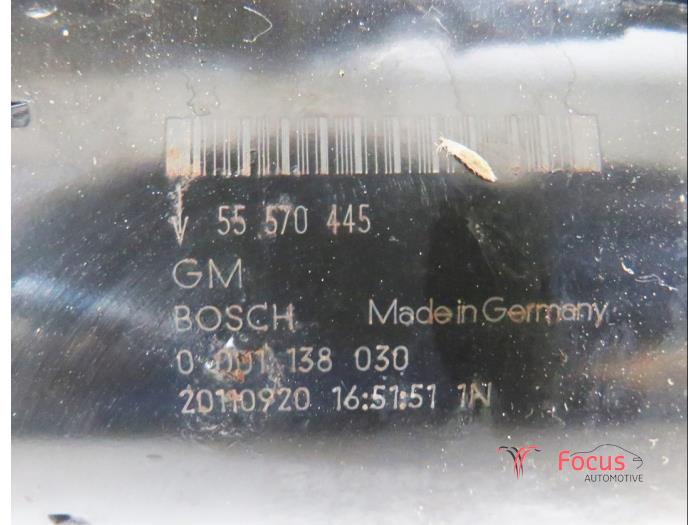 55 570 445
GM
BOSCH Made in Germany
0 001 138 030
20110920 16:51:51 1N
Focus
AUTOMOTIVE